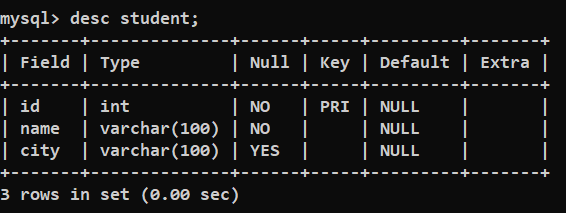 mysql> desc student;
+-------+--------------+------+-----+---------+-------+
| Field | Type         | Null | Key | Default | Extra |
+-------+--------------+------+-----+---------+-------+
| id    | int          | NO   | PRI | NULL    |       |
| name  | varchar(100) | NO   |     | NULL    |       |
| city  | varchar(100) | YES  |     | NULL    |       |
+-------+--------------+------+-----+---------+-------+
3 rows in set (0.00 sec)